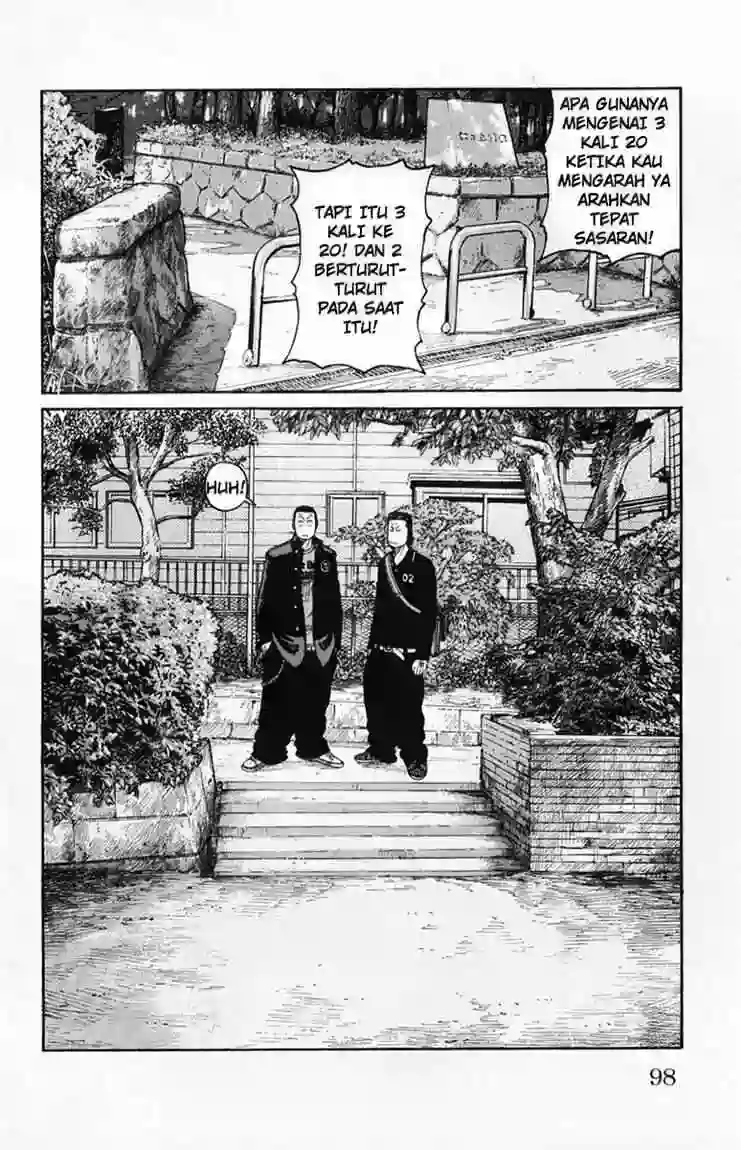 APA GUNANYA
MENGENAI 3
KALI 20
KETIKA KAU
MENGARAH YA
ARAHKAN
TEPAT
SASARAN!
TAPI ITU 3
KALI KE
20! DAN 2
BERTURUT-
TURUT
PADA SAAT
ITU!
HUH!
02
98